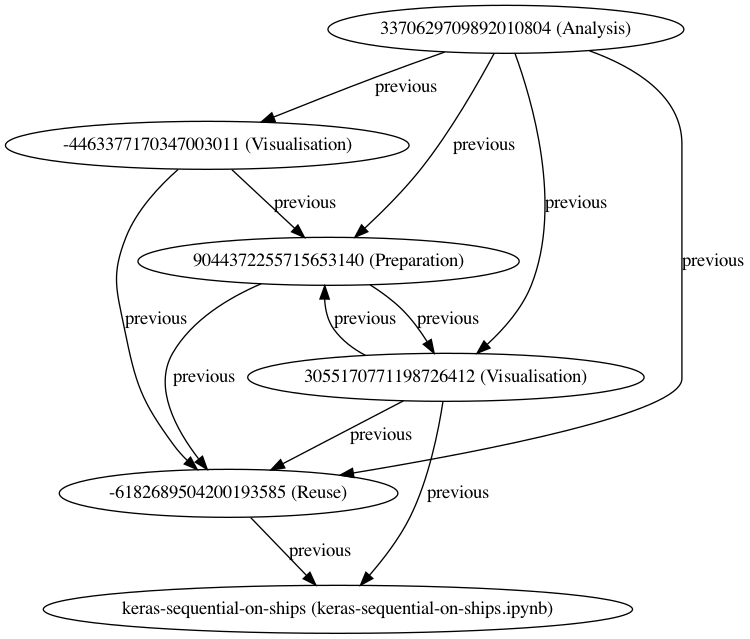 3370629709892010804 (Analysis)
previous
-4463377170347003011 (Visualisation)
previous
previous
previous
9044372255715653140 (Preparation)
previous
previous
previous
previous
previous
3055170771198726412 (Visualisation)
previous
previous
-6182689504200193585 (Reuse)
previous
previous
keras-sequential-on-ships (keras-sequential-on-ships.ipynb)